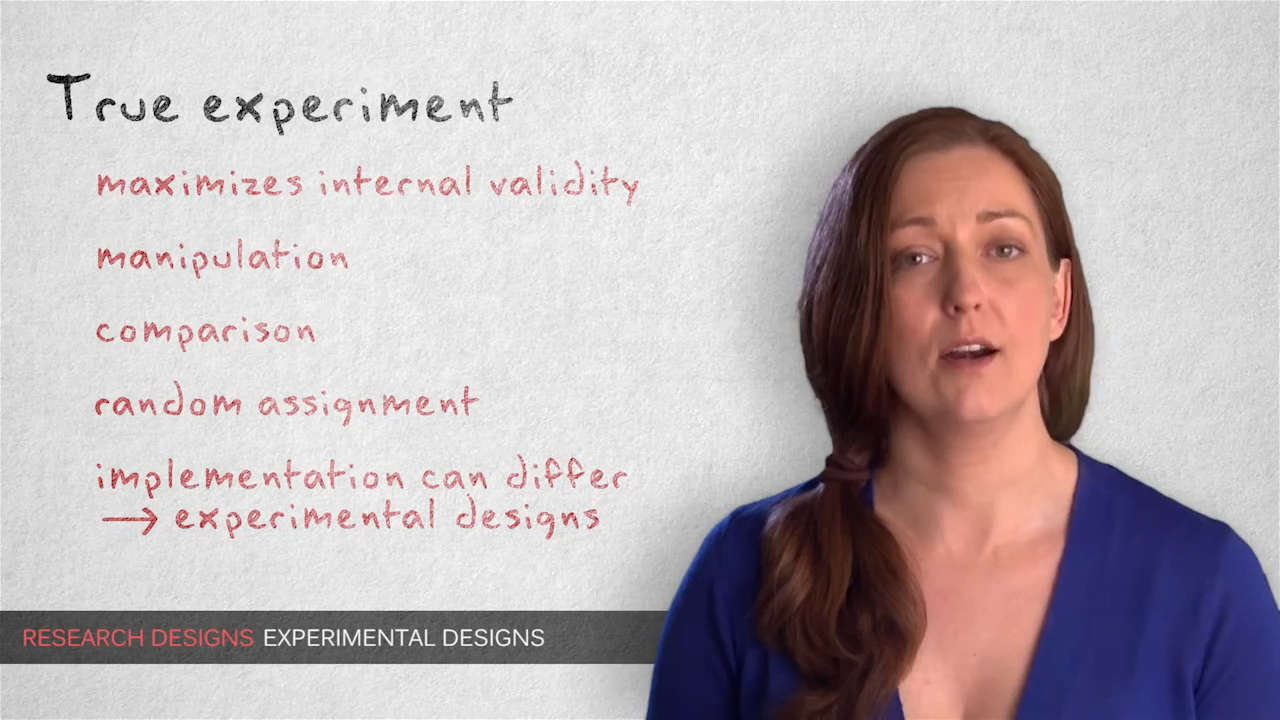 True experiment
maximizes internal validity
manipulation
comparison
random assignment
implementation can differ
→ experimental designs
RESEARCH DESIGNS EXPERIMENTAL DESIGNS